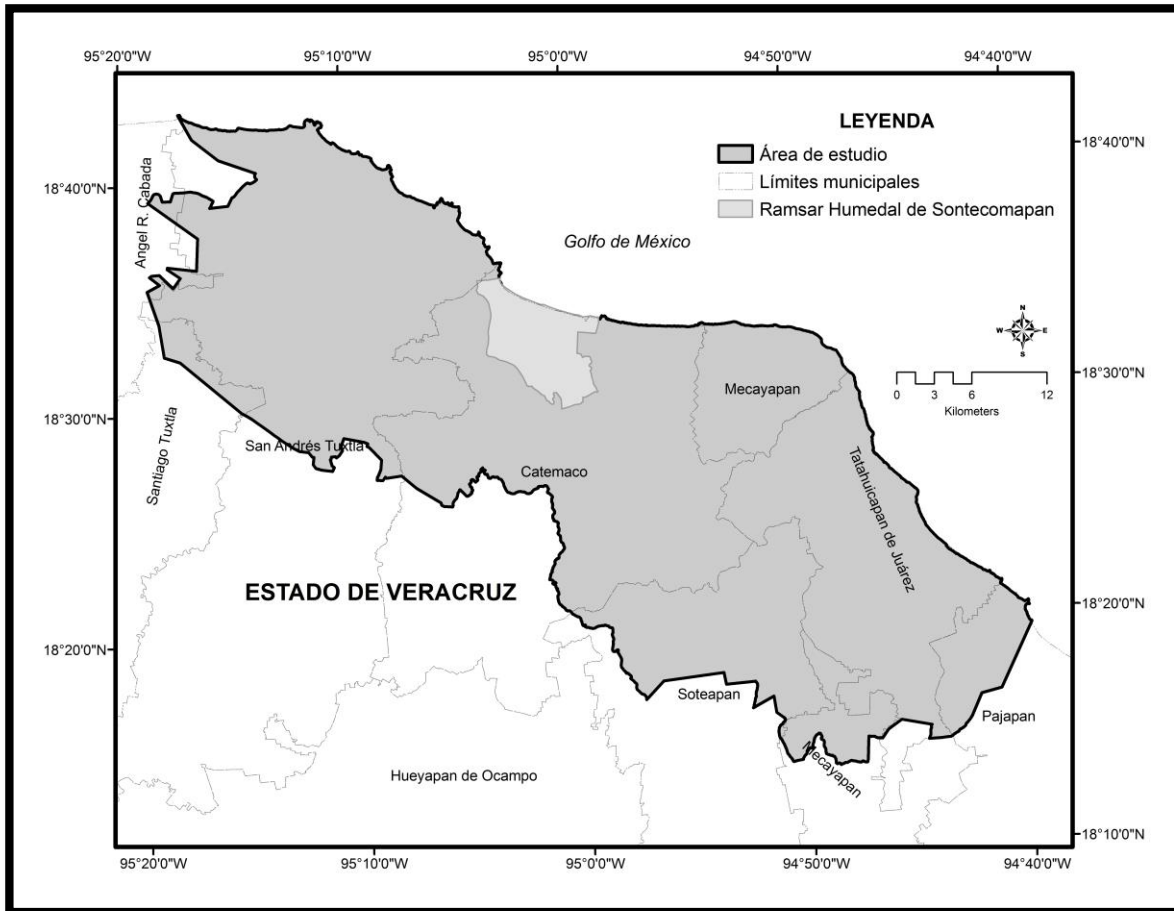 95°20'0"W 95°10'0"W 95°0'0"W 94°50'0"W 94°40'0"W
LEYENDA
Área de estudio
Límites municipales
Ramsar Humedal de Sontecomapan
18°40'0"N
18°40'0"N
Angel R. Cabada
Golfo de México
N
W E
S
0 3 6 12
Kilometers
18°30'0"N
18°30'0"N
Mecayapan
Santiago Tuxtla
San Andrés Tuxtla
Catemaco
Tatahuicapan de Juárez
ESTADO DE VERACRUZ
18°20'0"N
18°20'0"N
Soteapan
Pajapan
Mecayapan
Hueyapan de Ocampo
18°10'0"N
95°20'0"W 95°10'0"W 95°0'0"W 94°50'0"W 94°40'0"W